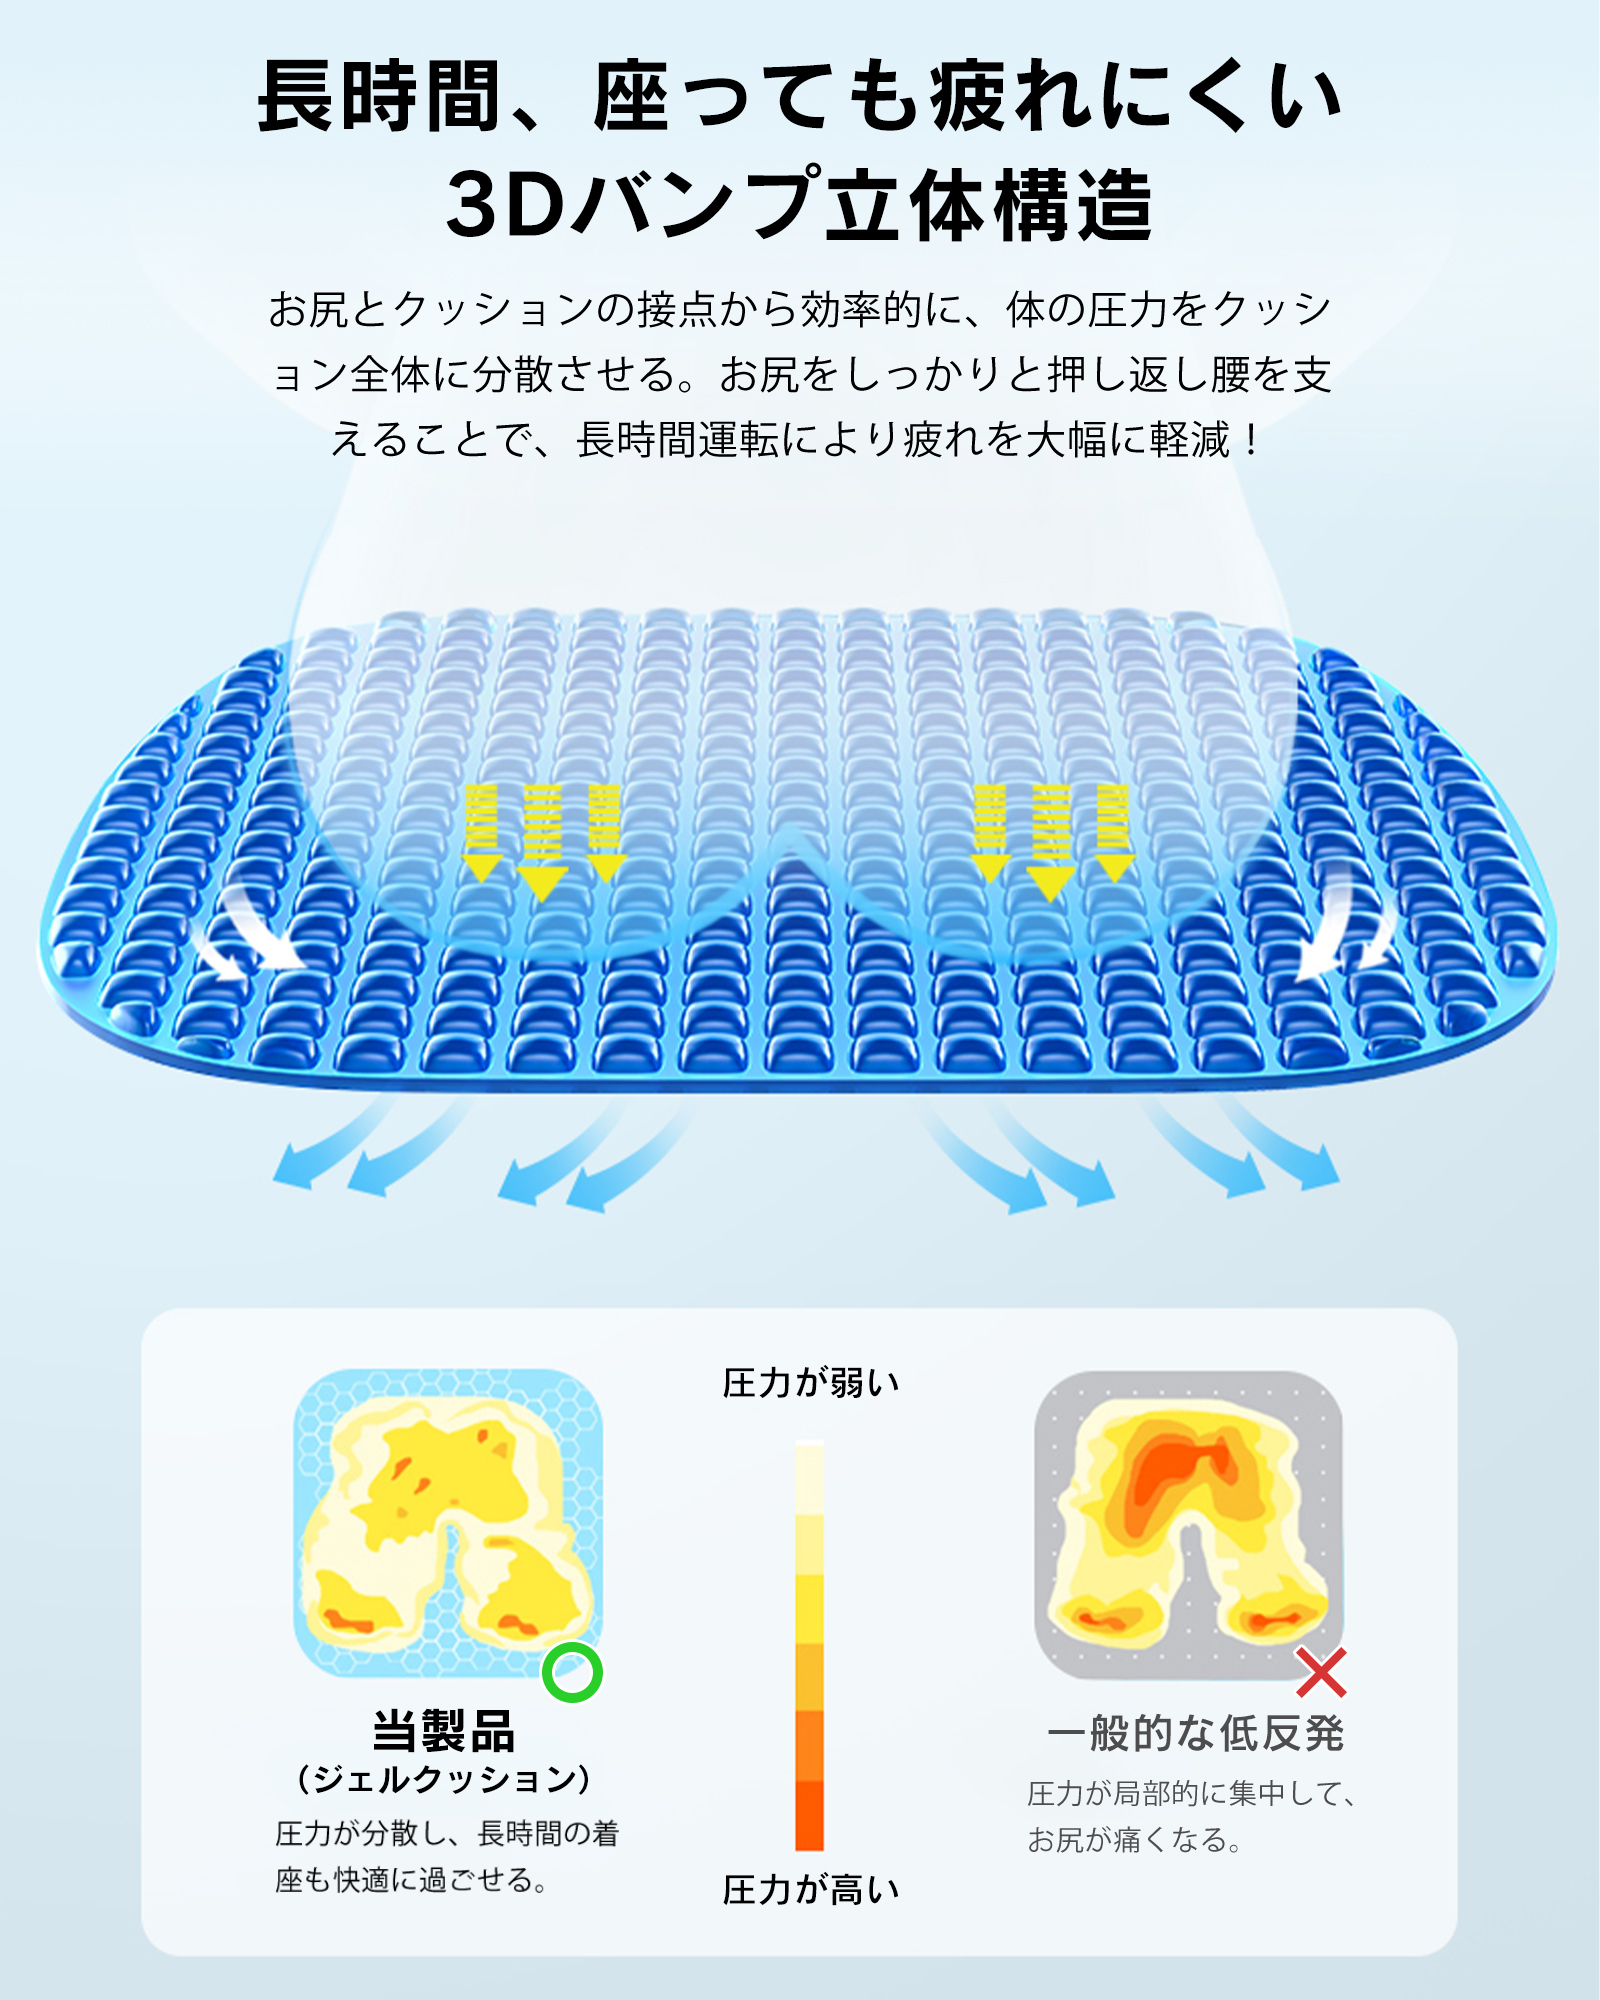 長時間、座っても疲れにくい
3Dバンプ立体構造
お尻とクッションの接点から効率的に、体の圧力をクッシ
ョン全体に分散させる。お尻をしっかりと押し返し腰を支
えることで、長時間運転により疲れを大幅に軽減！
圧力が弱い
圧力が高い
当製品
（ジェルクッション）
圧力が分散し、長時間の着
座も快適に過ごせる。
一般的な低反発
圧力が局部的に集中して、
お尻が痛くなる。